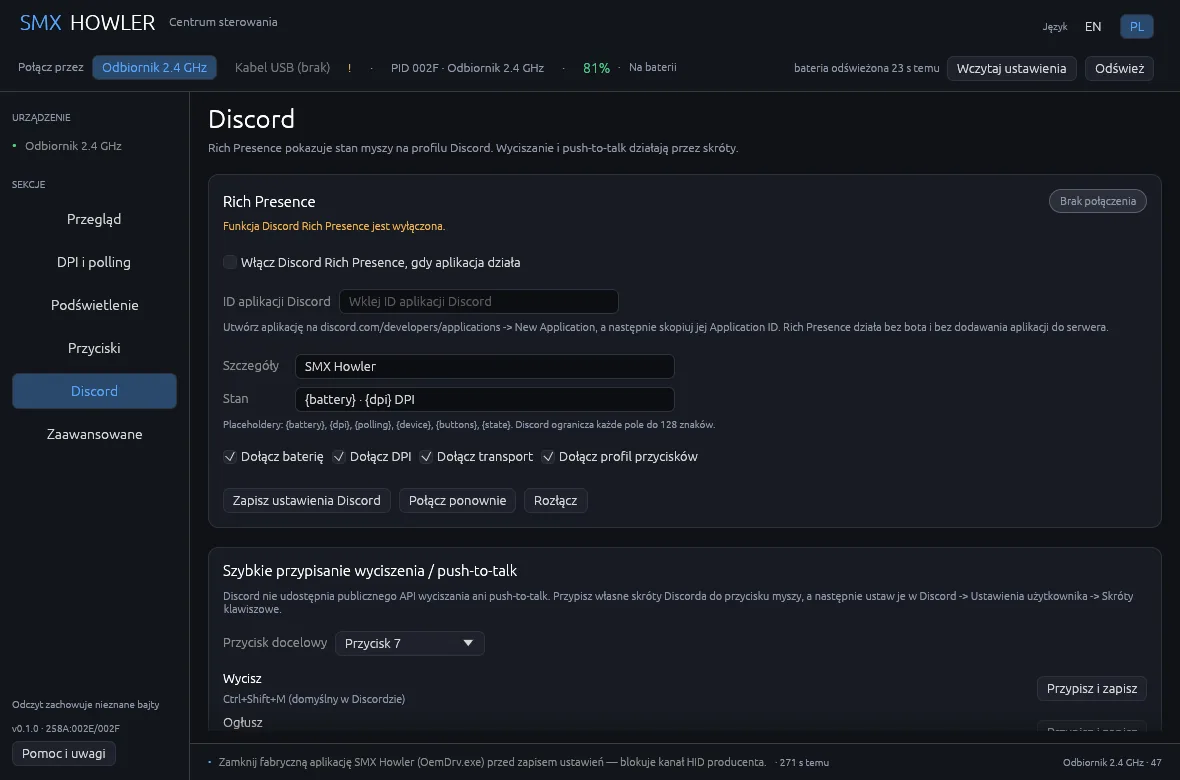 SMX HOWLER Centrum sterowania
Język EN PL
Połącz przez Odbiornik 2.4 GHz Kabel USB (brak) ! · PID 002F · Odbiornik 2.4 GHz · 81% · Na baterii bateria odświeżona 23 s temu Wczytaj ustawienia Odśwież
URZĄDZENIE
• Odbiornik 2.4 GHz
SEKCJE
Przegląd
DPI i polling
Podświetlenie
Przyciski
Discord
Zaawansowane
Odczyt zachowuje nieznane bajty
v0.1.0 · 258A:002E/002F
Pomoc i uwagi
Discord
Rich Presence pokazuje stan myszy na profilu Discord. Wyciszanie i push-to-talk działają przez skróty.
Rich Presence Brak połączenia
Funkcja Discord Rich Presence jest wyłączona.
Włącz Discord Rich Presence, gdy aplikacja działa
ID aplikacji Discord Wklej ID aplikacji Discord
Utwórz aplikację na discord.com/developers/applications -> New Application, a następnie skopiuj jej Application ID. Rich Presence działa bez bota i bez dodawania aplikacji do serwera.
Szczegóły SMX Howler
Stan {battery} · {dpi} DPI
Placeholdery: {battery}, {dpi}, {polling}, {device}, {buttons}, {state}. Discord ogranicza każde pole do 128 znaków.
Dołącz baterię Dołącz DPI Dołącz transport Dołącz profil przycisków
Zapisz ustawienia Discord Połącz ponownie Rozłącz
Szybkie przypisanie wyciszenia / push-to-talk
Discord nie udostępnia publicznego API wyciszania ani push-to-talk. Przypisz własne skróty Discorda do przycisku myszy, a następnie ustaw je w Discord -> Ustawienia użytkownika -> Skróty
klawiszowe.
Przycisk docelowy Przycisk 7
Wycisz
Ctrl+Shift+M (domyślny w Discordzie) Przypisz i zapisz
Ogłusz Przypisz i zapisz
• Zamknij fabryczną aplikację SMX Howler (OemDrv.exe) przed zapisem ustawień — blokuje kanał HID producenta. · 271 s temu Odbiornik 2.4 GHz · 47